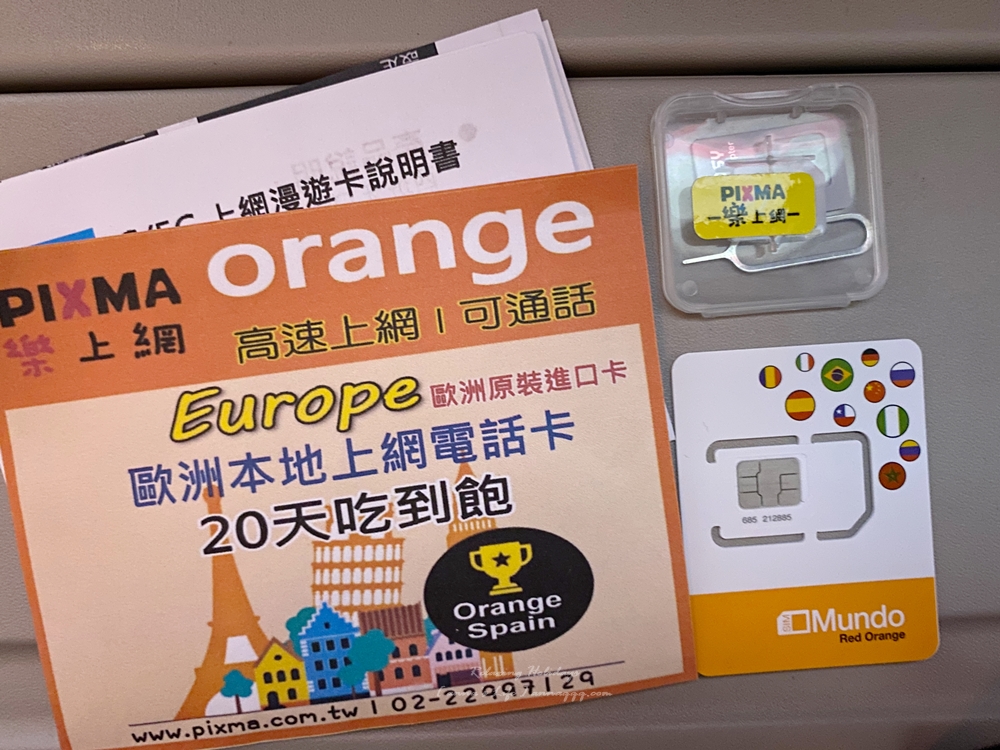 上網漫遊卡說明書
PIXMA
樂上網
orange
高速上網 | 可通話
Europe 歐洲原裝進口卡
歐洲本地上網電話卡
20天吃到飽
Orange
Spain
www.pixma.com.tw | 02-22997129
PIXMA
-樂上網-
685 212885
SIM Mundo
Red Orange